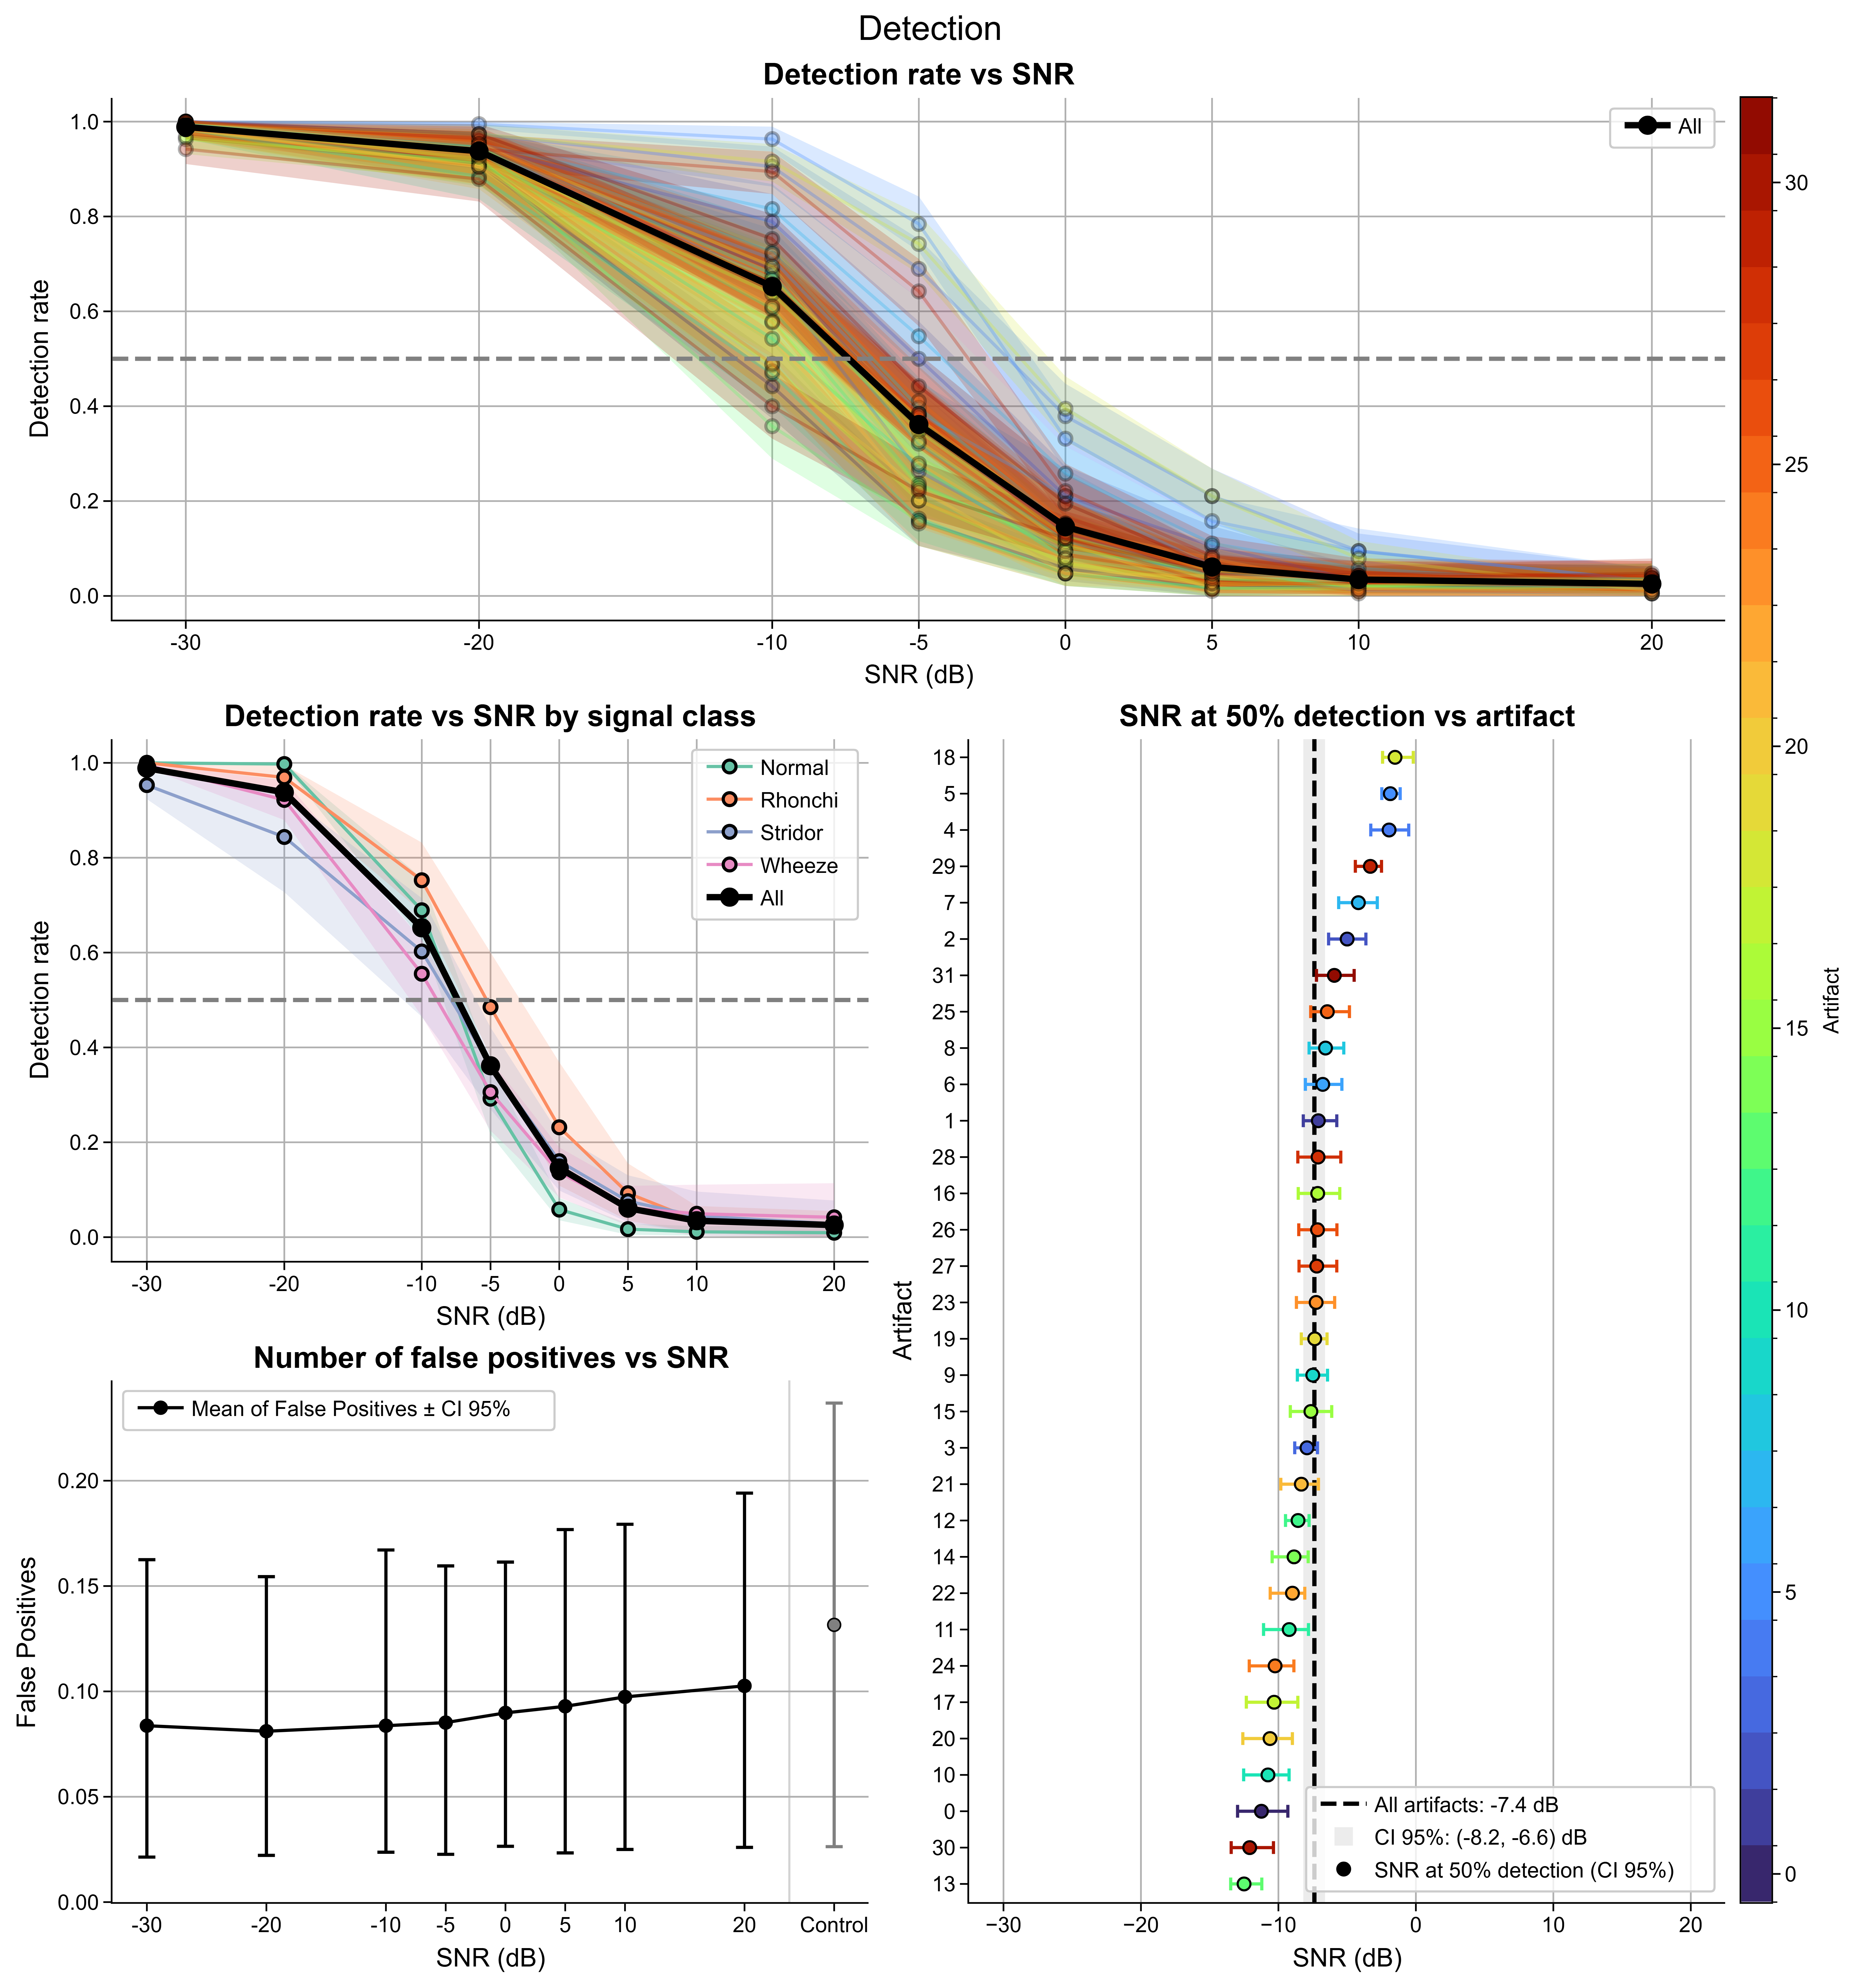 Detection
Detection rate vs SNR
Detection rate
1.0
0.8
0.6
0.4
0.2
0.0
-30 -20 -10 -5 0 5 10 20
SNR (dB)
All
Detection rate vs SNR by signal class
Detection rate
1.0
0.8
0.6
0.4
0.2
0.0
-30 -20 -10 -5 0 5 10 20
SNR (dB)
Normal
Rhonchi
Stridor
Wheeze
All
Number of false positives vs SNR
False Positives
Mean of False Positives ± CI 95%
0.20
0.15
0.10
0.05
0.00
-30 -20 -10 -5 0 5 10 20 Control
SNR (dB)
SNR at 50% detection vs artifact
Artifact
18
5
4
29
7
2
31
25
8
6
1
28
16
26
27
23
19
9
15
3
21
12
14
22
11
24
17
20
10
0
30
13
All artifacts: -7.4 dB
CI 95%: (-8.2, -6.6) dB
SNR at 50% detection (CI 95%)
−30 −20 −10 0 10 20
SNR (dB)
30
25
20
15
10
5
0
Artifact